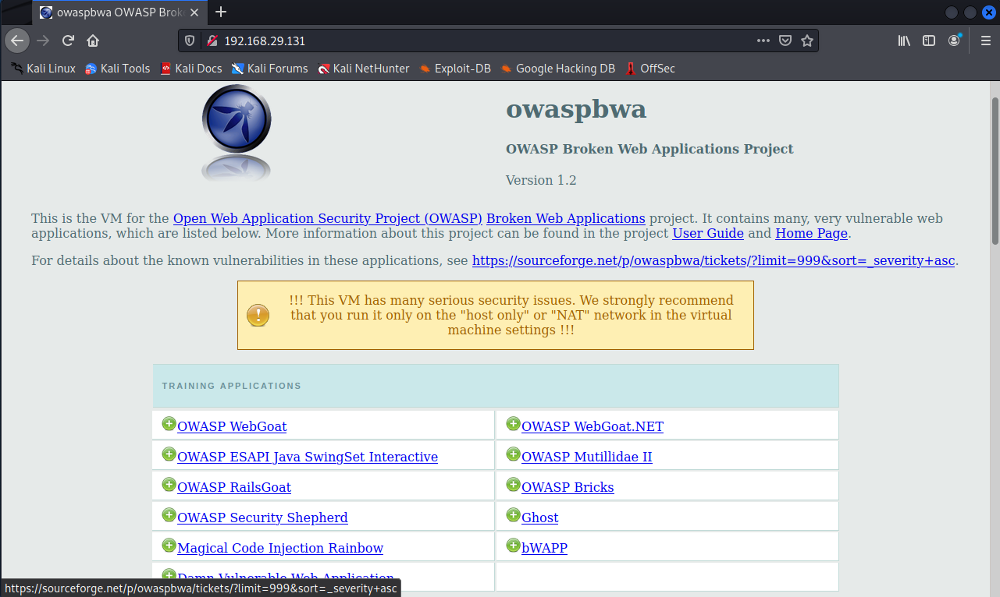 owaspbwa OWASP Brok
192.168.29.131
Kali Linux Kali Tools Kali Docs Kali Forums Kali NetHunter Exploit-DB Google Hacking DB OffSec
owaspbwa
OWASP Broken Web Applications Project
Version 1.2
This is the VM for the Open Web Application Security Project (OWASP) Broken Web Applications project. It contains many, very vulnerable web
applications, which are listed below. More information about this project can be found in the project User Guide and Home Page.
For details about the known vulnerabilities in these applications, see https://sourceforge.net/p/owaspbwa/tickets/?limit=999&sort=_severity+asc.
!!! This VM has many serious security issues. We strongly recommend
that you run it only on the "host only" or "NAT" network in the virtual
machine settings !!!
TRAINING APPLICATIONS
OWASP WebGoat OWASP WebGoat.NET
OWASP ESAPI Java SwingSet Interactive OWASP Mutillidae II
OWASP RailsGoat OWASP Bricks
OWASP Security Shepherd Ghost
Magical Code Injection Rainbow bWAPP
Damn Vulnerable Web Application
https://sourceforge.net/p/owaspbwa/tickets/?limit=999&sort=_severity+asc